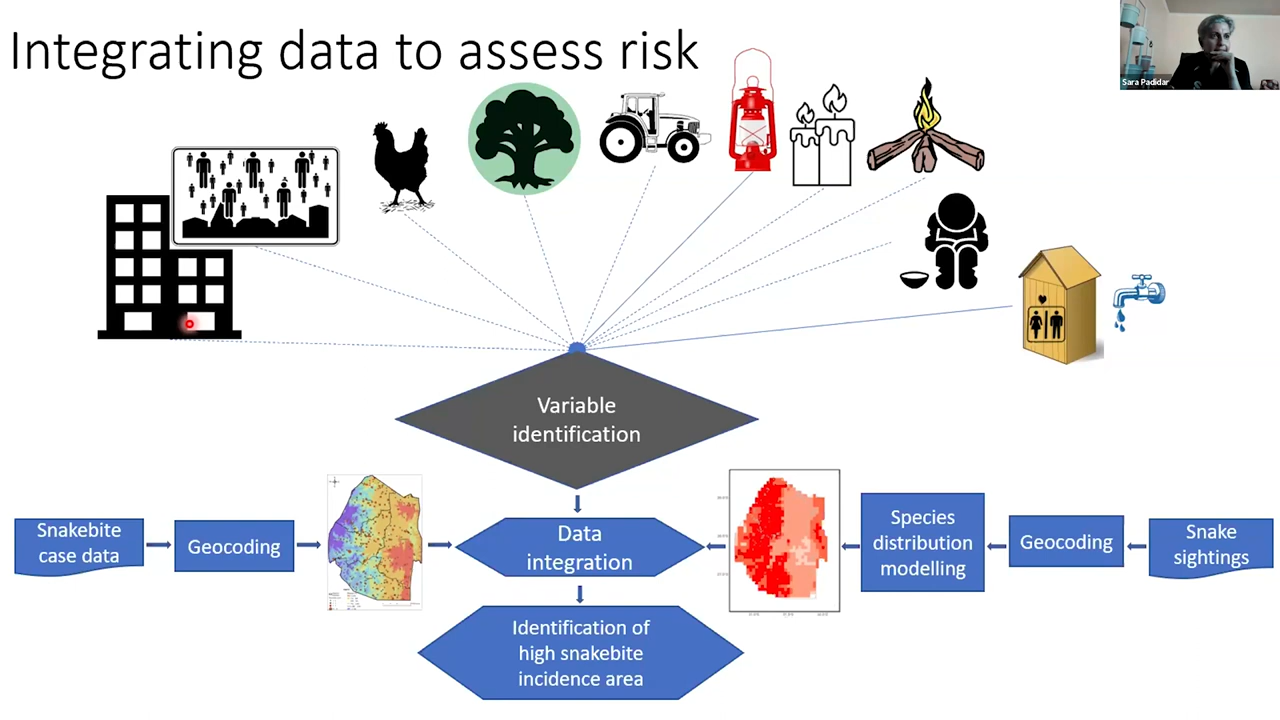 Integrating data to assess risk
Sara Padidar
Variable
identification
Snakebite
case data
Geocoding
Data
integration
Species
distribution
modelling
Geocoding
Snake
sightings
Identification of
high snakebite
incidence area